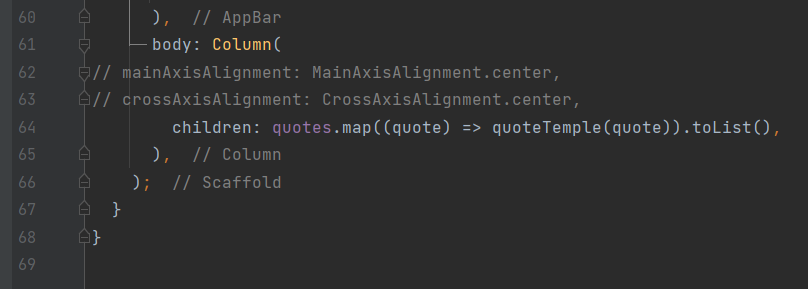 60 ), // AppBar
61 body: Column(
62 // mainAxisAlignment: MainAxisAlignment.center,
63 // crossAxisAlignment: CrossAxisAlignment.center,
64 children: quotes.map((quote) => quoteTemple(quote)).toList(),
65 ), // Column
66 ); // Scaffold
67 }
68 }
69